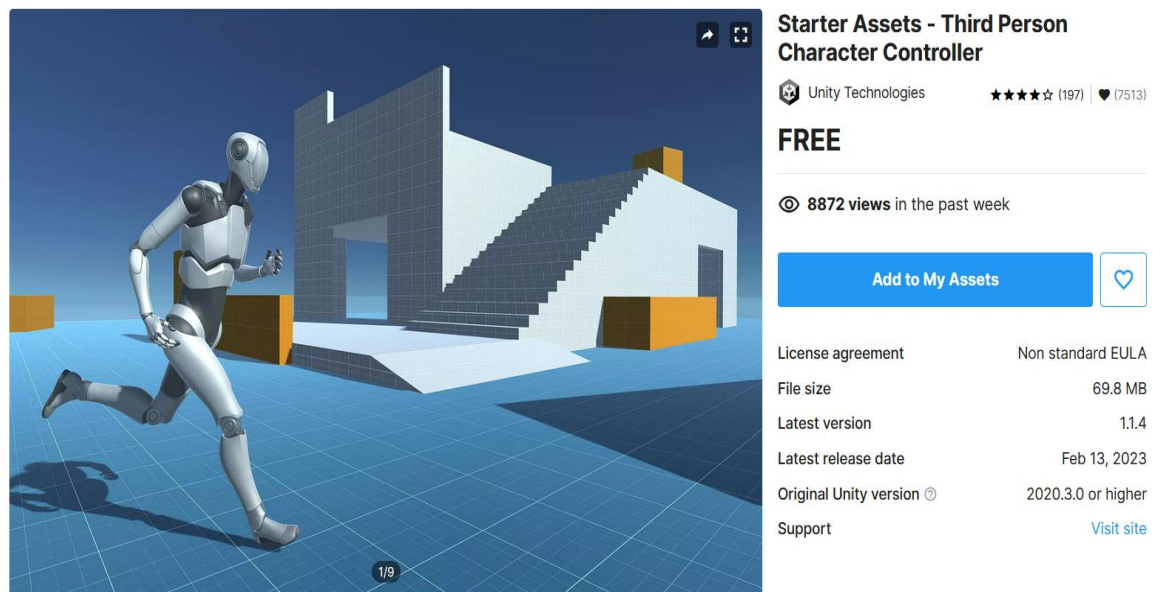 Starter Assets - Third Person
Character Controller
Unity Technologies ★★★★☆ (197) (7513)
FREE
8872 views in the past week
Add to My Assets
License agreement Non standard EULA
File size 69.8 MB
Latest version 1.1.4
Latest release date Feb 13, 2023
Original Unity version 2020.3.0 or higher
Support Visit site
1/9